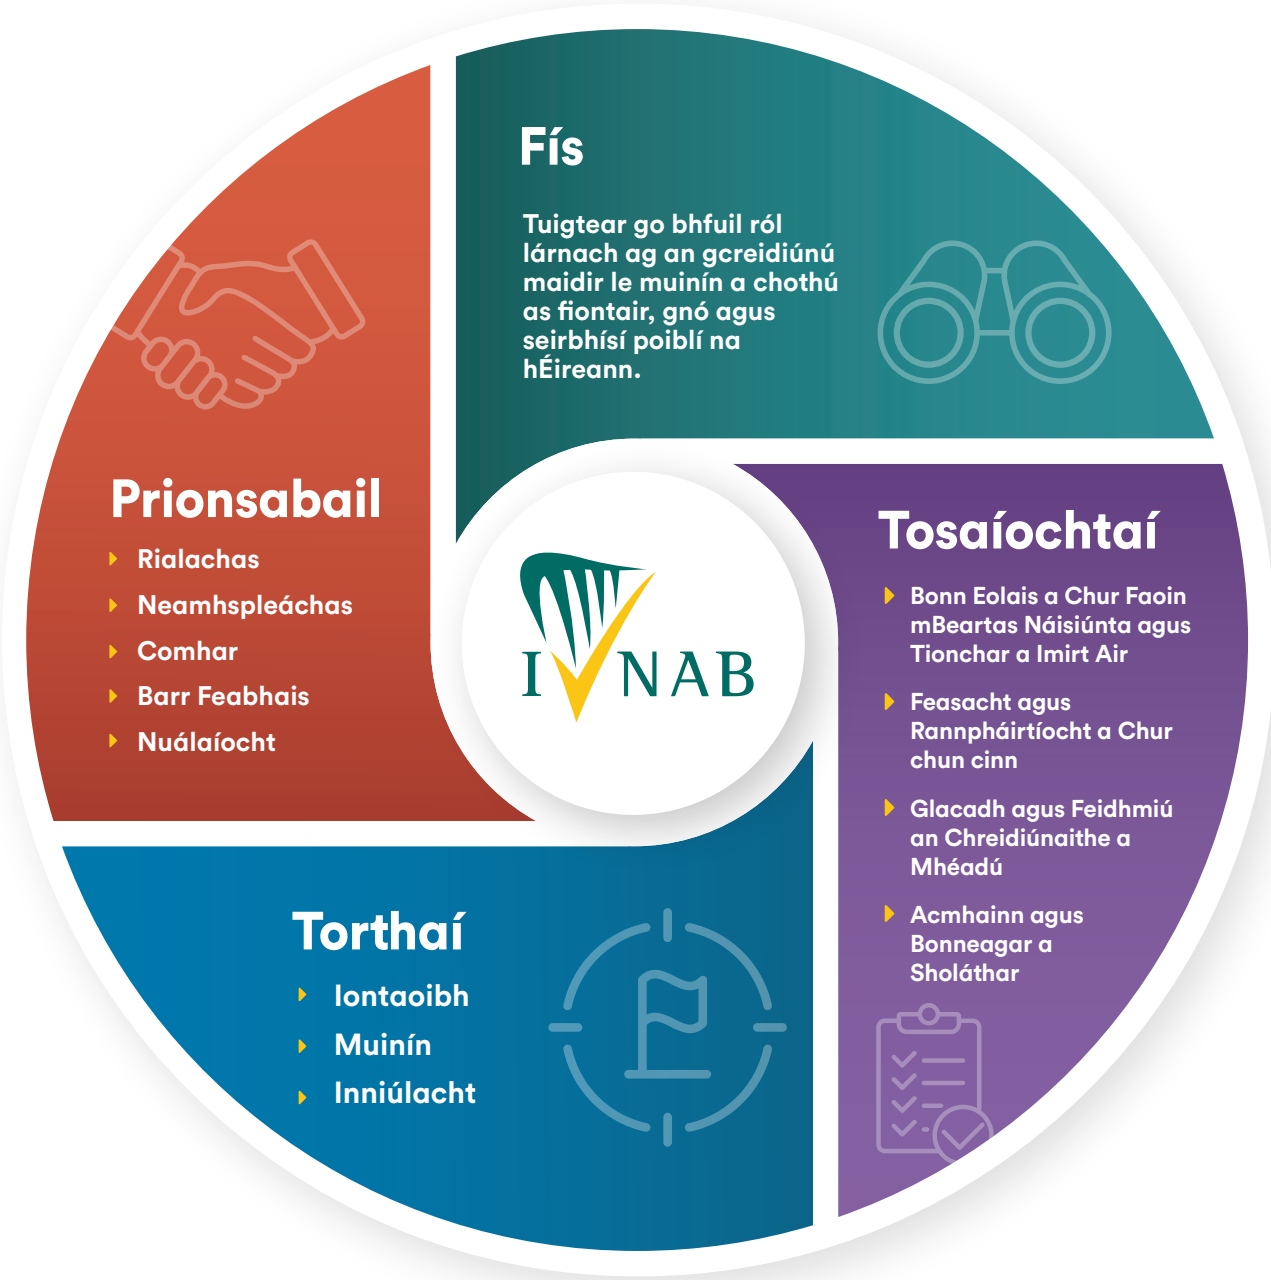 Fís
Tuigtear go bhfuil ról
lárnach ag an gcreidiúnú
maidir le muinín a chothú
as fiontair, gnó agus
seirbhísí poiblí na
hÉireann.
Prionsabail
Rialachas
Neamhspleáchas
Comhar
Barr Feabhais
Nuálaíocht
I NAB
Tosaíochtaí
Bonn Eolais a Chur Faoin
mBeartas Náisiúnta agus
Tionchar a Imirt Air
Feasacht agus
Rannpháirtíocht a Chur
chun cinn
Glacadh agus Feidhmiú
an Chreidiúnaithe a
Mhéadú
Acmhainn agus
Bonneagar a
Sholáthar
Torthaí
Iontaoibh
Muinín
Inniúlacht